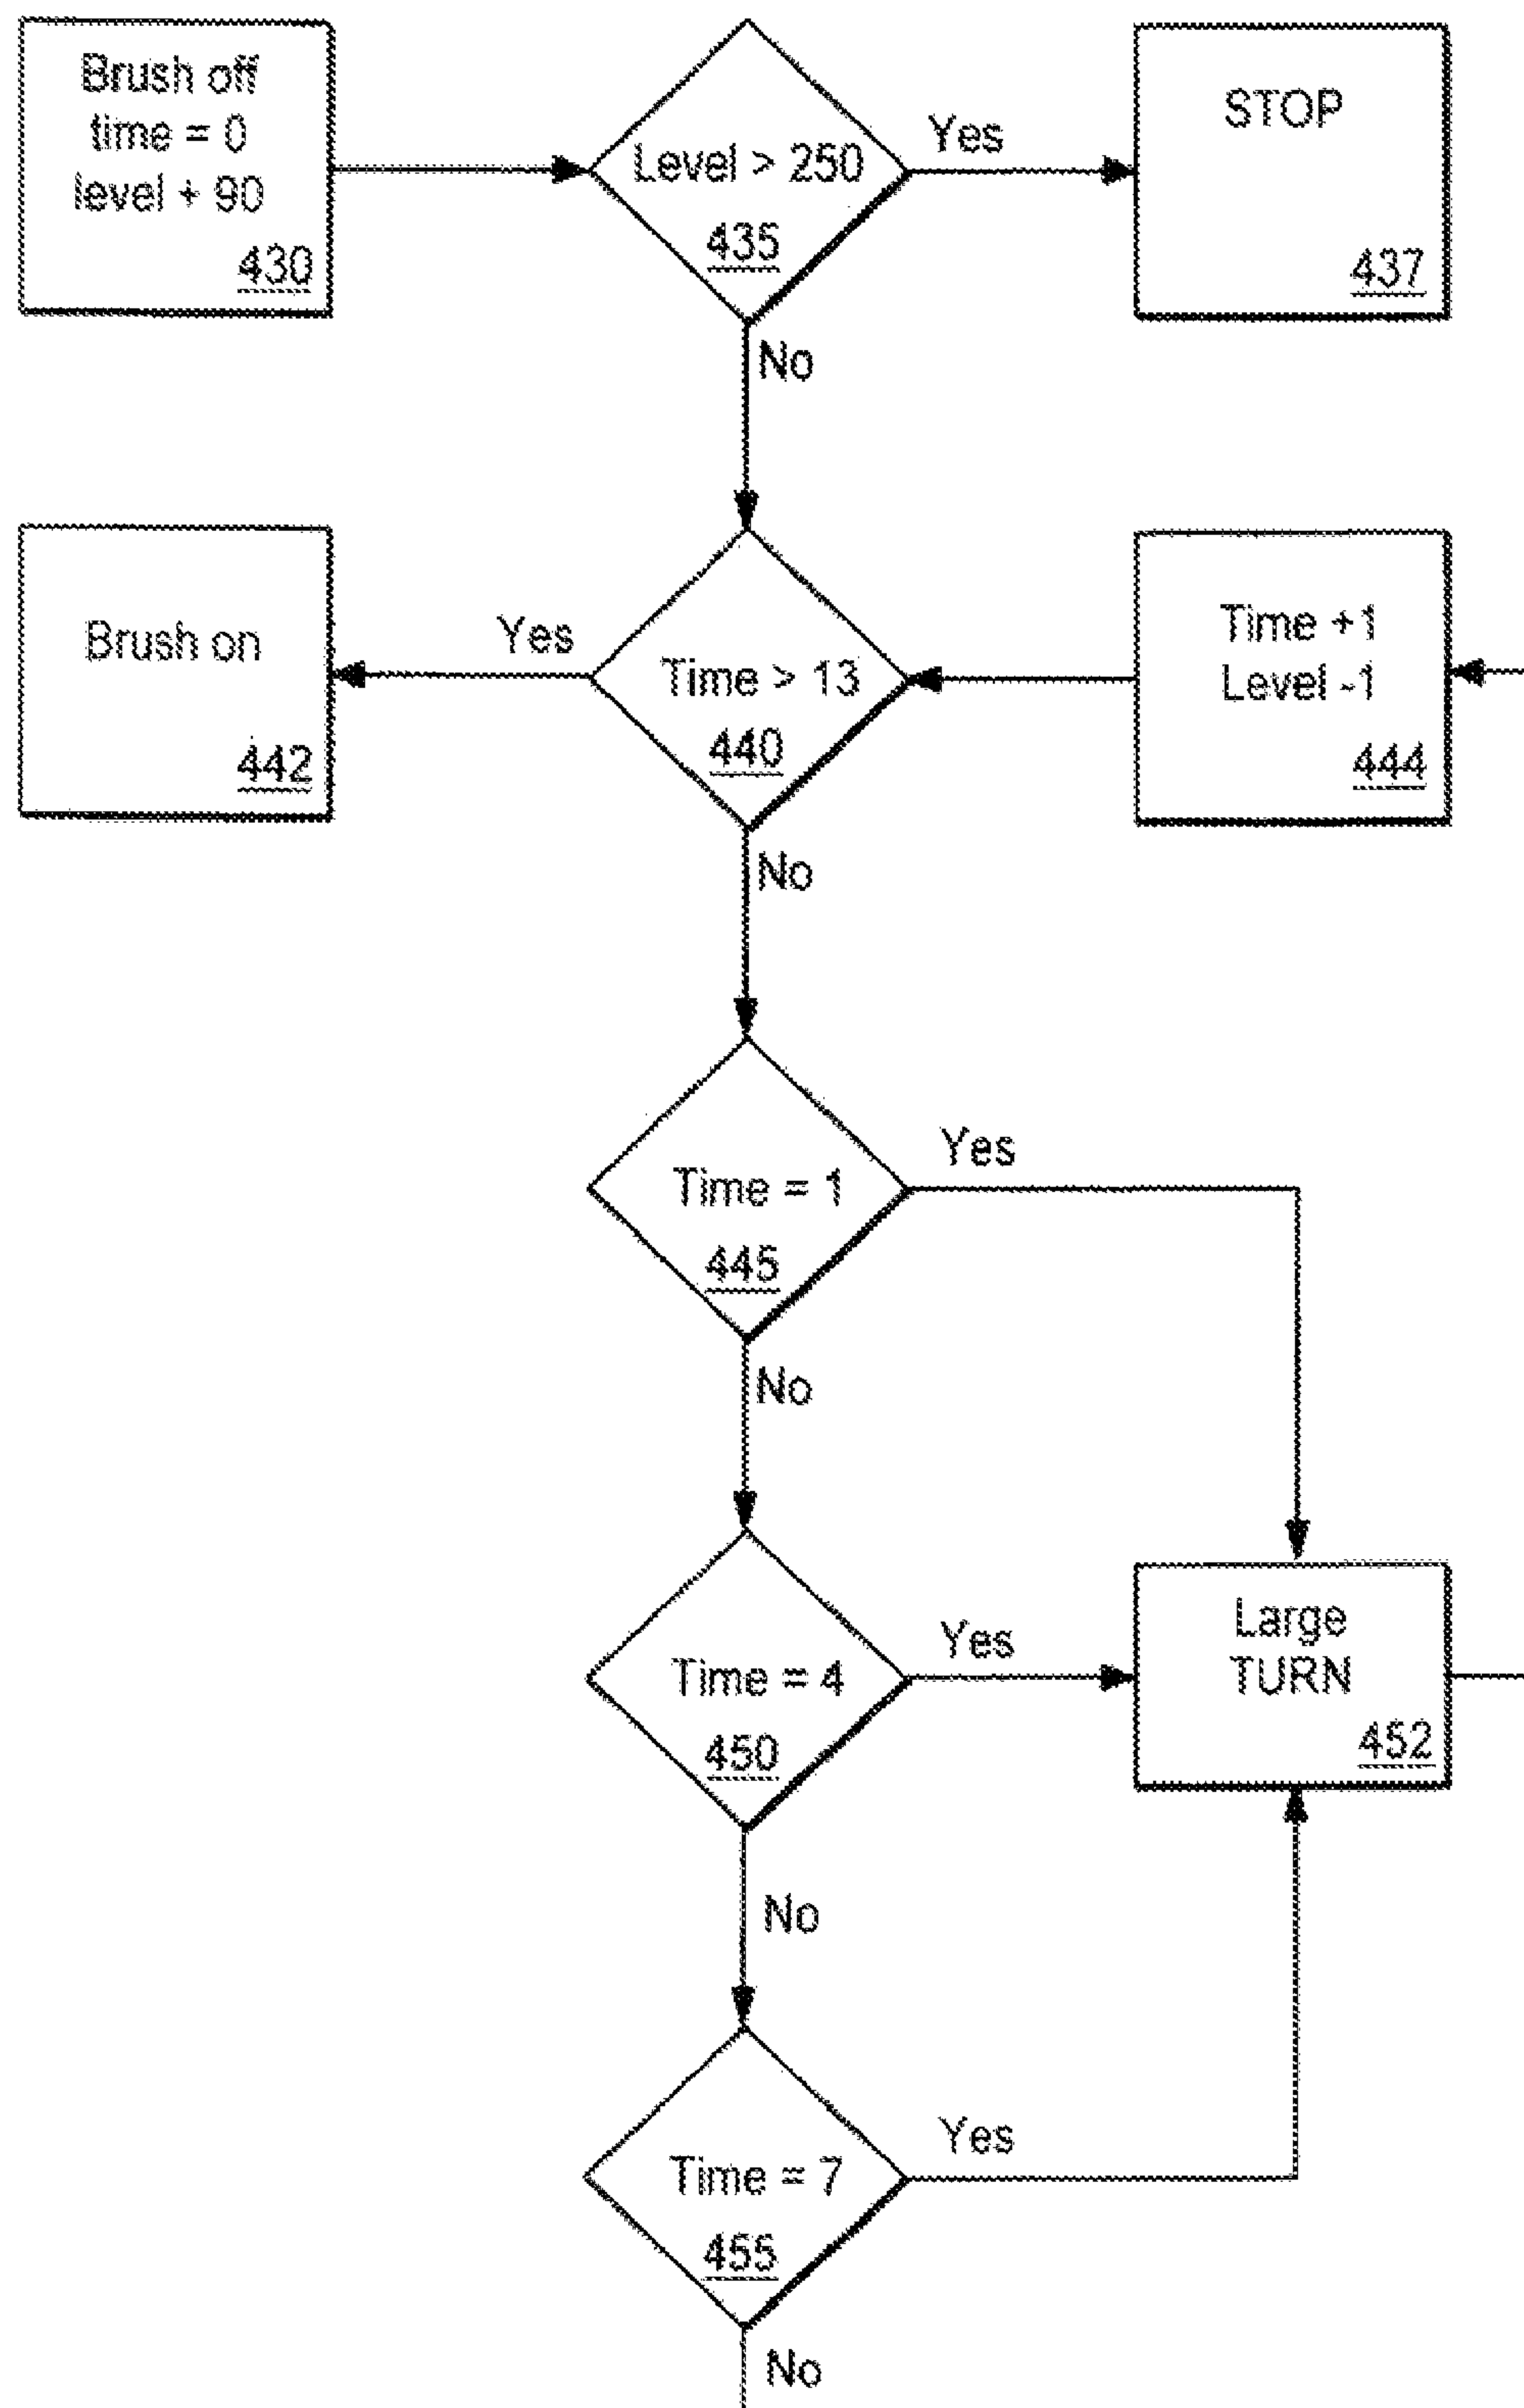 Brush off
time = 0
level + 90
430
Level > 250
435
Yes
STOP
437
No
Brush on
442
Yes
Time > 13
440
Time +1
Level -1
444
No
Time = 1
445
Yes
No
Time = 4
450
Yes
Large
TURN
452
No
Time = 7
455
Yes
No